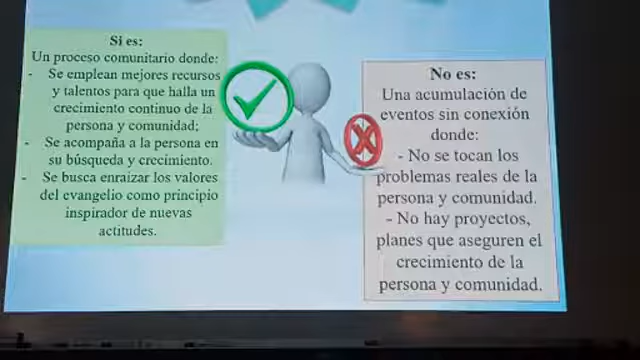 Si es:
Un proceso comunitario donde:
- Se emplean mejores recursos
y talentos para que halla un
crecimiento continuo de la
persona y comunidad;
- Se acompaña a la persona en
su búsqueda y crecimiento.
- Se busca enraizar los valores
del evangelio como principio
inspirador de nuevas
actitudes.
No es:
Una acumulación de
eventos sin conexión
donde:
- No se tocan los
problemas reales de la
persona y comunidad.
- No hay proyectos,
planes que aseguren el
crecimiento de la
persona y comunidad.